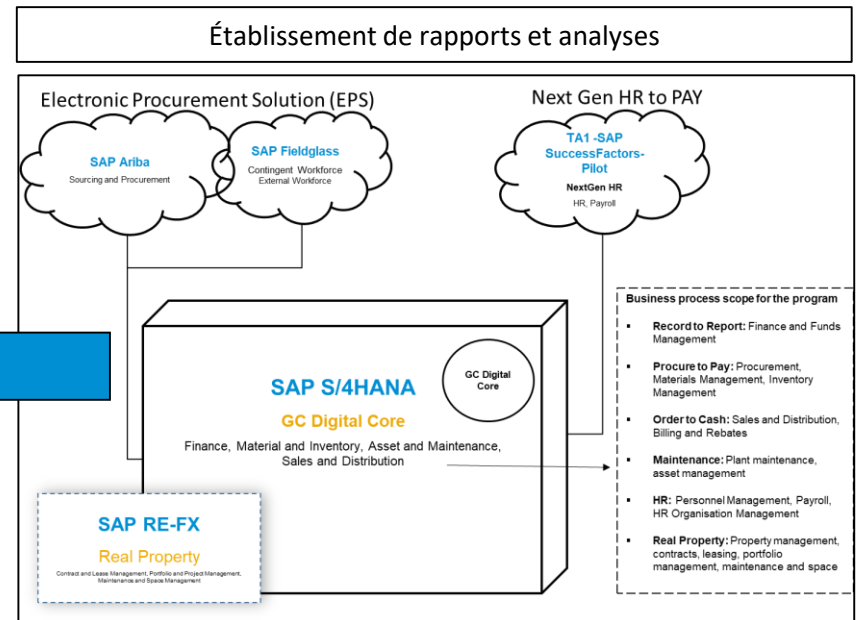 Établissement de rapports et analyses
Electronic Procurement Solution (EPS)
Next Gen HR to PAY
SAP Ariba
Sourcing and Procurement
SAP Fieldglass
Contingent Workforce
External Workforce
TA1 -SAP
SuccessFactors-
Pilot
NextGen HR
HR, Payroll
SAP S/4HANA
GC Digital Core
Finance, Material and Inventory, Asset and Maintenance,
Sales and Distribution
GC Digital
Core
SAP RE-FX
Real Property
Contract and Lease Management, Portfolio and Project Management,
Maintenance and Space Management
Business process scope for the program
▪ Record to Report: Finance and Funds
Management
▪ Procure to Pay: Procurement,
Materials Management, Inventory
Management
▪ Order to Cash: Sales and Distribution,
Billing and Rebates
▪ Maintenance: Plant maintenance,
asset management
▪ HR: Personnel Management, Payroll,
HR Organisation Management
▪ Real Property: Property management,
contracts, leasing, portfolio
management, maintenance and space